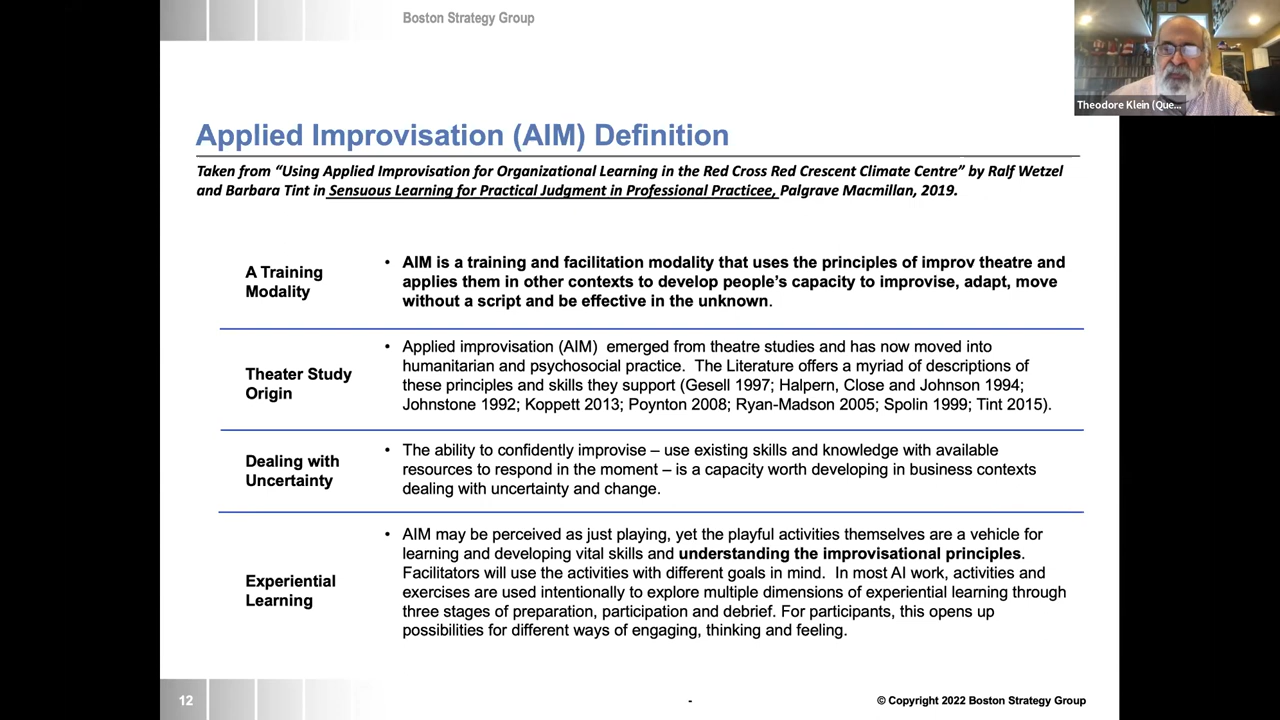 Boston Strategy Group
Theodore Klein (Que...
Applied Improvisation (AIM) Definition
Taken from “Using Applied Improvisation for Organizational Learning in the Red Cross Red Crescent Climate Centre” by Ralf Wetzel
and Barbara Tint in Sensuous Learning for Practical Judgment in Professional Practicee, Palgrave Macmillan, 2019.
A Training
Modality
• AIM is a training and facilitation modality that uses the principles of improv theatre and
applies them in other contexts to develop people’s capacity to improvise, adapt, move
without a script and be effective in the unknown.
Theater Study
Origin
• Applied improvisation (AIM) emerged from theatre studies and has now moved into
humanitarian and psychosocial practice. The Literature offers a myriad of descriptions of
these principles and skills they support (Gesell 1997; Halpern, Close and Johnson 1994;
Johnstone 1992; Koppett 2013; Poynton 2008; Ryan-Madson 2005; Spolin 1999; Tint 2015).
Dealing with
Uncertainty
• The ability to confidently improvise – use existing skills and knowledge with available
resources to respond in the moment – is a capacity worth developing in business contexts
dealing with uncertainty and change.
Experiential
Learning
• AIM may be perceived as just playing, yet the playful activities themselves are a vehicle for
learning and developing vital skills and understanding the improvisational principles.
Facilitators will use the activities with different goals in mind. In most AI work, activities and
exercises are used intentionally to explore multiple dimensions of experiential learning through
three stages of preparation, participation and debrief. For participants, this opens up
possibilities for different ways of engaging, thinking and feeling.
12
-
© Copyright 2022 Boston Strategy Group